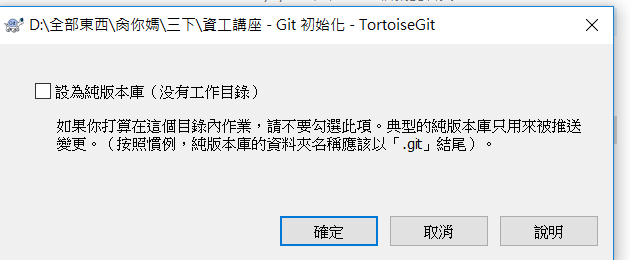 D:\全部東西\肏你媽\三下\資工講座 - Git 初始化 - TortoiseGit
設為純版本庫（没有工作目錄）
如果你打算在這個目錄內作業，請不要勾選此項。典型的純版本庫只用來被推送
變更。（按照慣例，純版本庫的資料夾名稱應該以「.git」結尾）。
確定
取消
說明